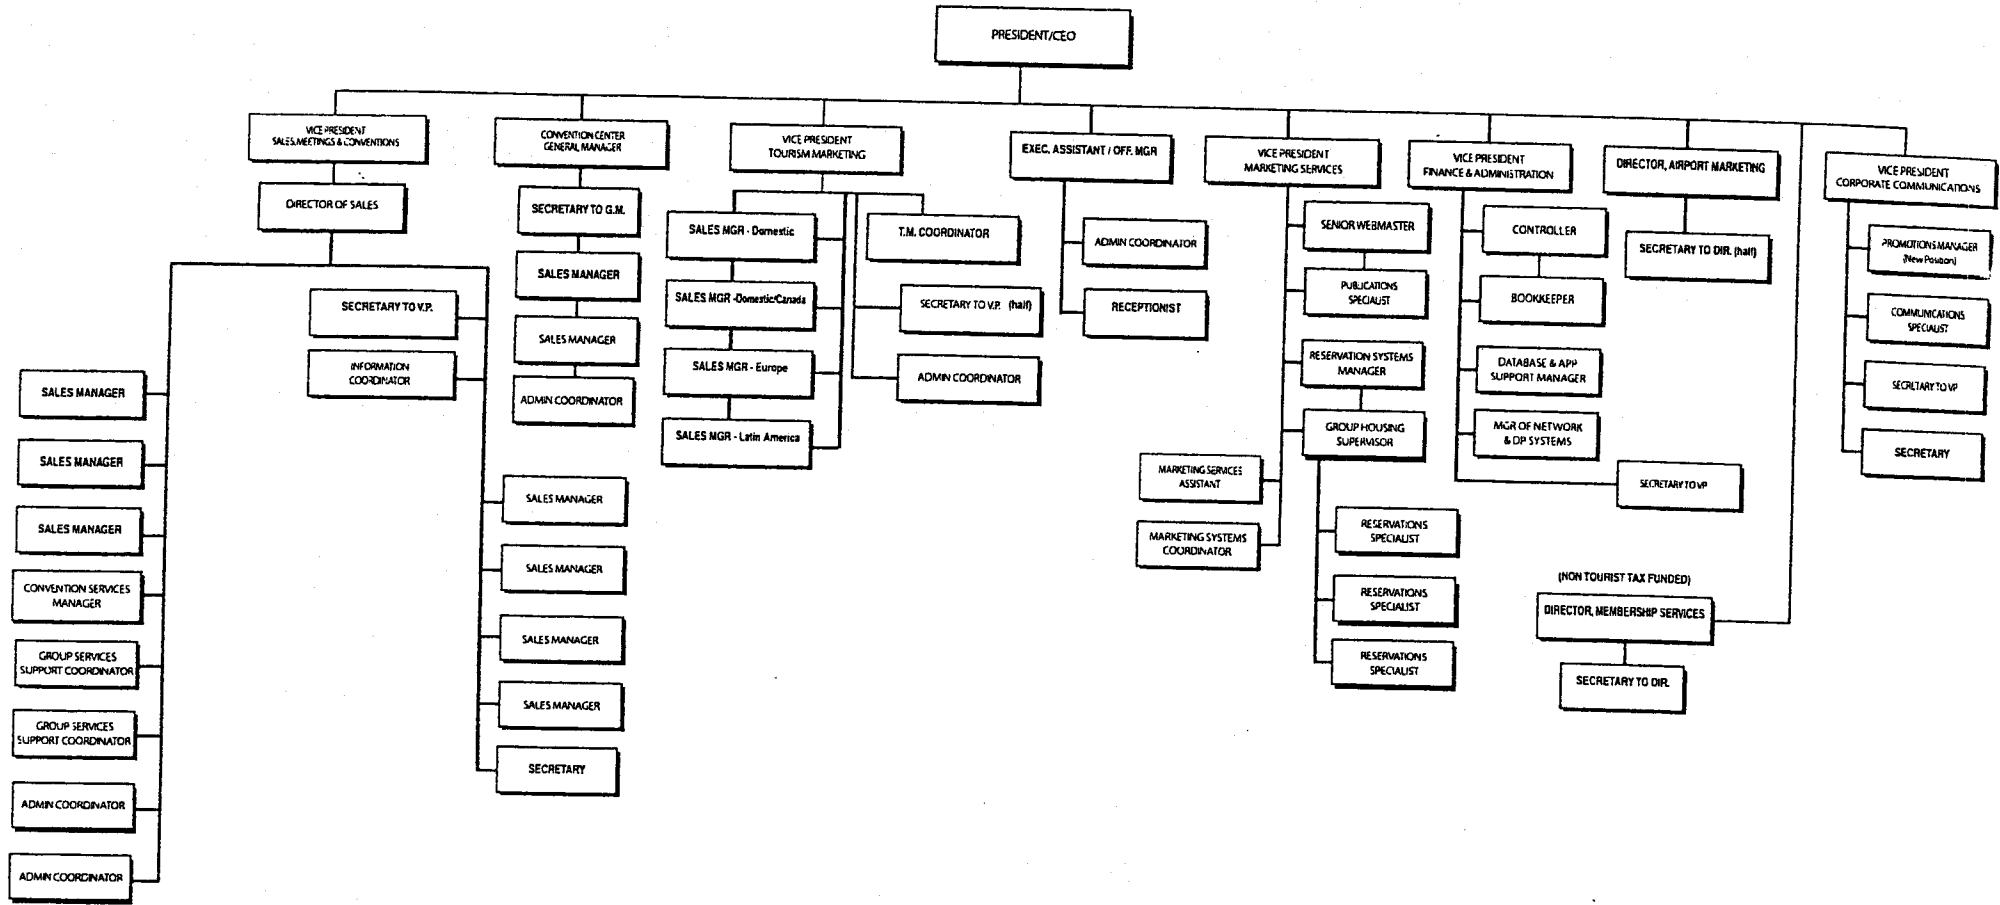 PRESIDENT/CEO
VICE PRESIDENT
SALES, MEETINGS & CONVENTIONS
DIRECTOR OF SALES
SECRETARY TO V.P.
INFORMATION
COORDINATOR
SALES MANAGER
SALES MANAGER
SALES MANAGER
CONVENTION SERVICES
MANAGER
GROUP SERVICES
SUPPORT COORDINATOR
GROUP SERVICES
SUPPORT COORDINATOR
ADMIN COORDINATOR
ADMIN COORDINATOR
SALES MANAGER
SALES MANAGER
SALES MANAGER
SALES MANAGER
SECRETARY
CONVENTION CENTER
GENERAL MANAGER
SECRETARY TO G.M.
SALES MANAGER
SALES MANAGER
ADMIN COORDINATOR
VICE PRESIDENT
TOURISM MARKETING
SALES MGR - Domestic
SALES MGR -Domestic/Canada
SALES MGR - Europe
SALES MGR - Latin America
T.M. COORDINATOR
SECRETARY TO V.P. (half)
ADMIN COORDINATOR
EXEC. ASSISTANT / OFF. MGR
ADMIN COORDINATOR
RECEPTIONIST
VICE PRESIDENT
MARKETING SERVICES
SENIOR WEBMASTER
PUBLICATIONS
SPECIALIST
RESERVATION SYSTEMS
MANAGER
GROUP HOUSING
SUPERVISOR
MARKETING SERVICES
ASSISTANT
MARKETING SYSTEMS
COORDINATOR
RESERVATIONS
SPECIALIST
RESERVATIONS
SPECIALIST
RESERVATIONS
SPECIALIST
VICE PRESIDENT
FINANCE & ADMINISTRATION
CONTROLLER
BOOKKEEPER
DATABASE & APP
SUPPORT MANAGER
MGR OF NETWORK
& DP SYSTEMS
SECRETARY TO VP
DIRECTOR, AIRPORT MARKETING
SECRETARY TO DIR. (half)
(NON TOURIST TAX FUNDED)
DIRECTOR, MEMBERSHIP SERVICES
SECRETARY TO DIR.
VICE PRESIDENT
CORPORATE COMMUNICATIONS
PROMOTIONS MANAGER
(New Position)
COMMUNICATIONS
SPECIALIST
SECRETARY TO VP
SECRETARY